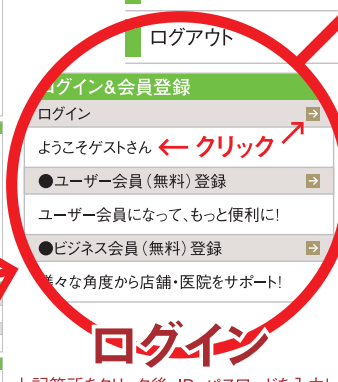 ログアウト
ログイン&会員登録
ログイン
ようこそゲストさん ← クリック
●ユーザー会員（無料）登録
ユーザー会員になって、もっと便利に!
●ビジネス会員（無料）登録
様々な角度から店舗・医院をサポート!
ログイン